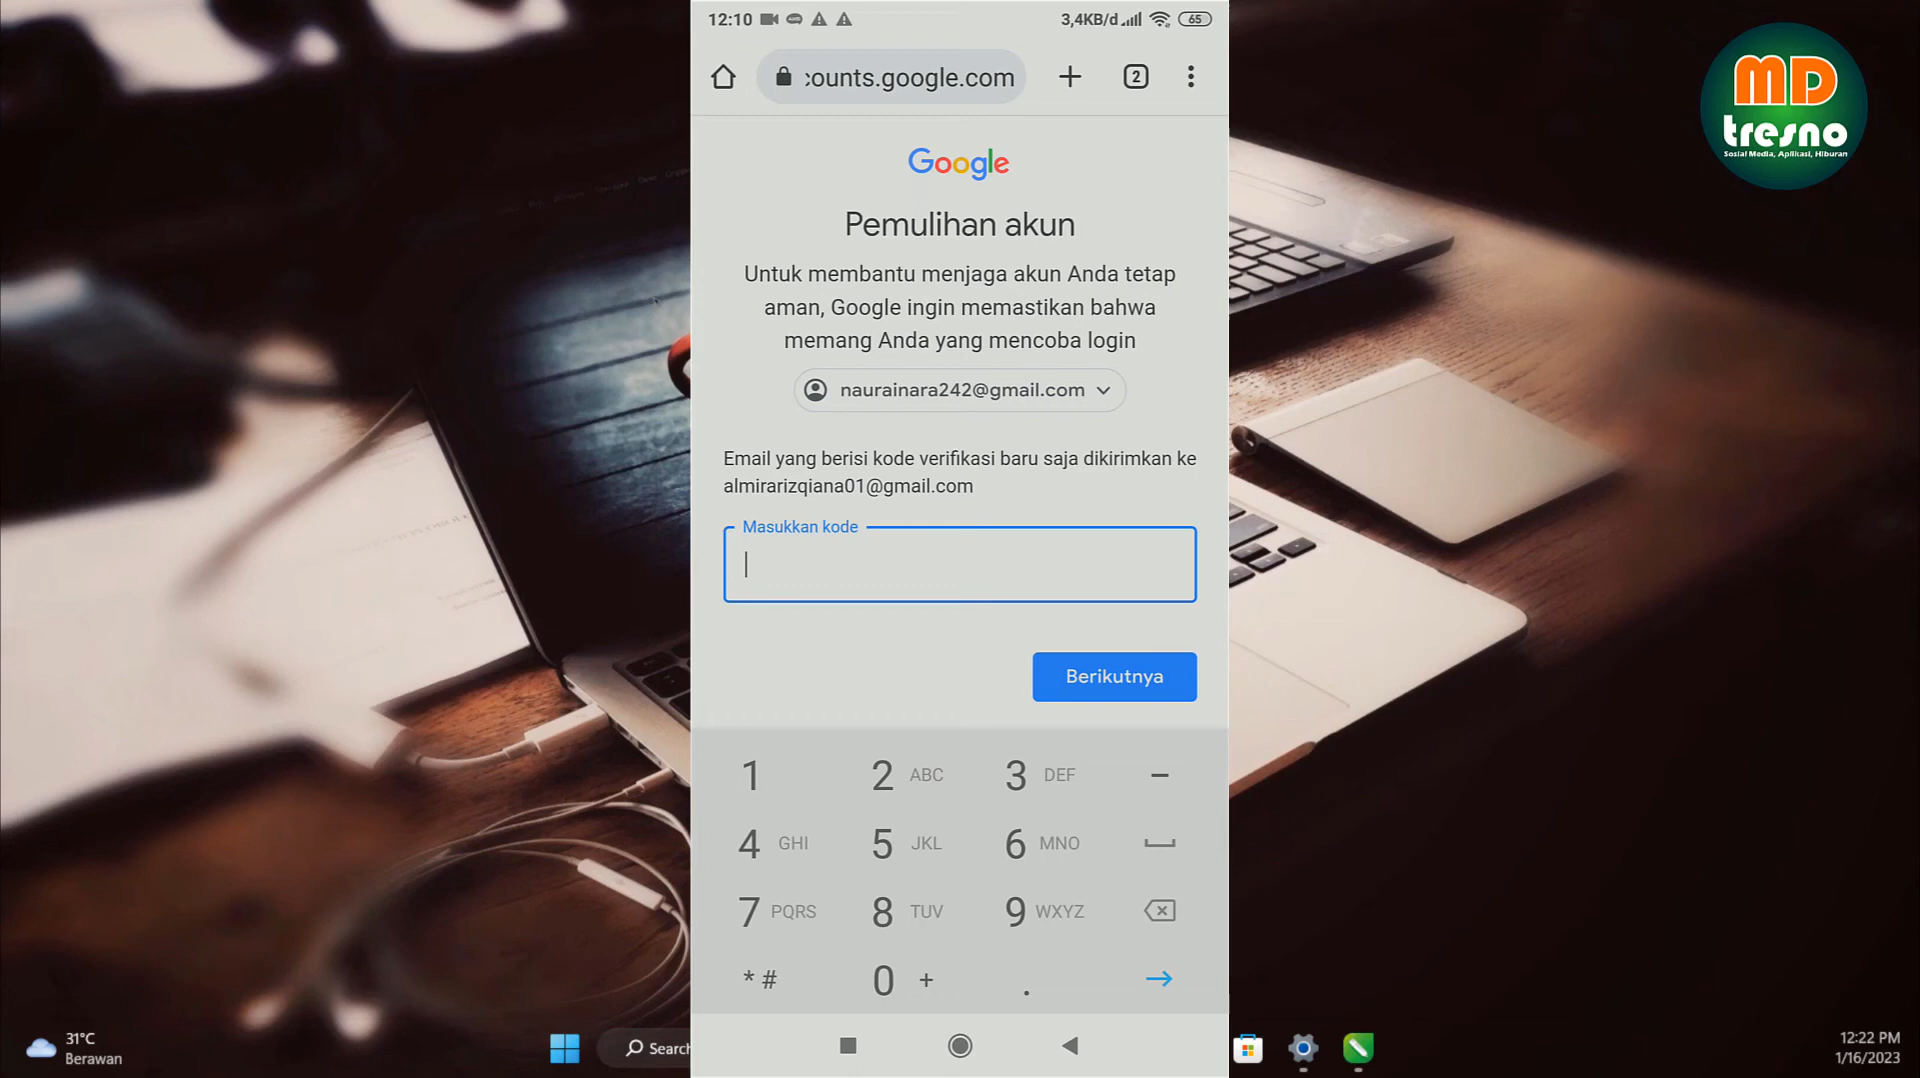 12:10
3,4KB/d
65
:ounts.google.com
2
MD
tresno
Sosial Media, Aplikasi, Hiburan
Google
Pemulihan akun
Untuk membantu menjaga akun Anda tetap
aman, Google ingin memastikan bahwa
memang Anda yang mencoba login
naurainara242@gmail.com
Email yang berisi kode verifikasi baru saja dikirimkan ke
almirarizqiana01@gmail.com
Masukkan kode
Berikutnya
1 2 ABC 3 DEF –
4 GHI 5 JKL 6 MNO
7 PQRS 8 TUV 9 WXYZ
* # 0 + .
31°C
Berawan
Search
12:22 PM
1/16/2023